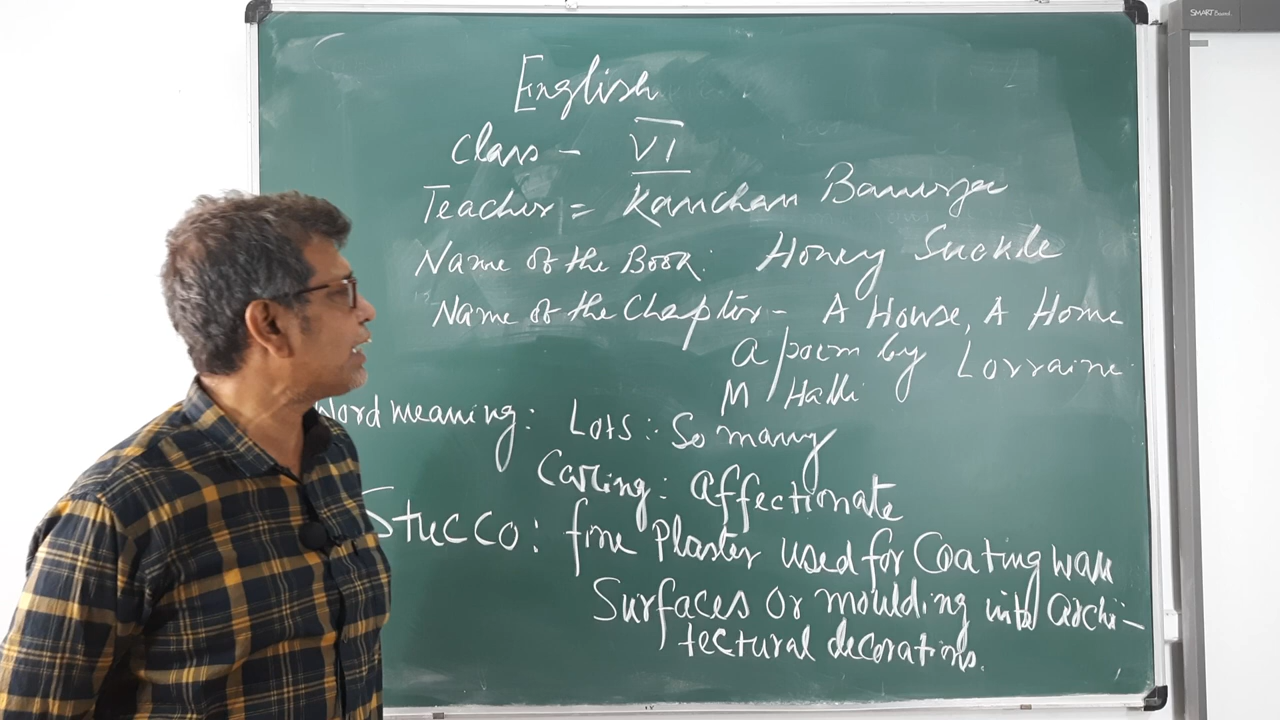 SMART Board
English
Class - VI
Teacher = Kanchan Banerjee
Name of the Book: Honey Suckle
Name of the Chapter - A House, A Home
A poem by Lorraine
M Halli
Word meaning: Lots: So many
Caring: Affectionate
Stucco: fine Plaster used for Coating wall
Surfaces or moulding into archi-
tectural decorations.